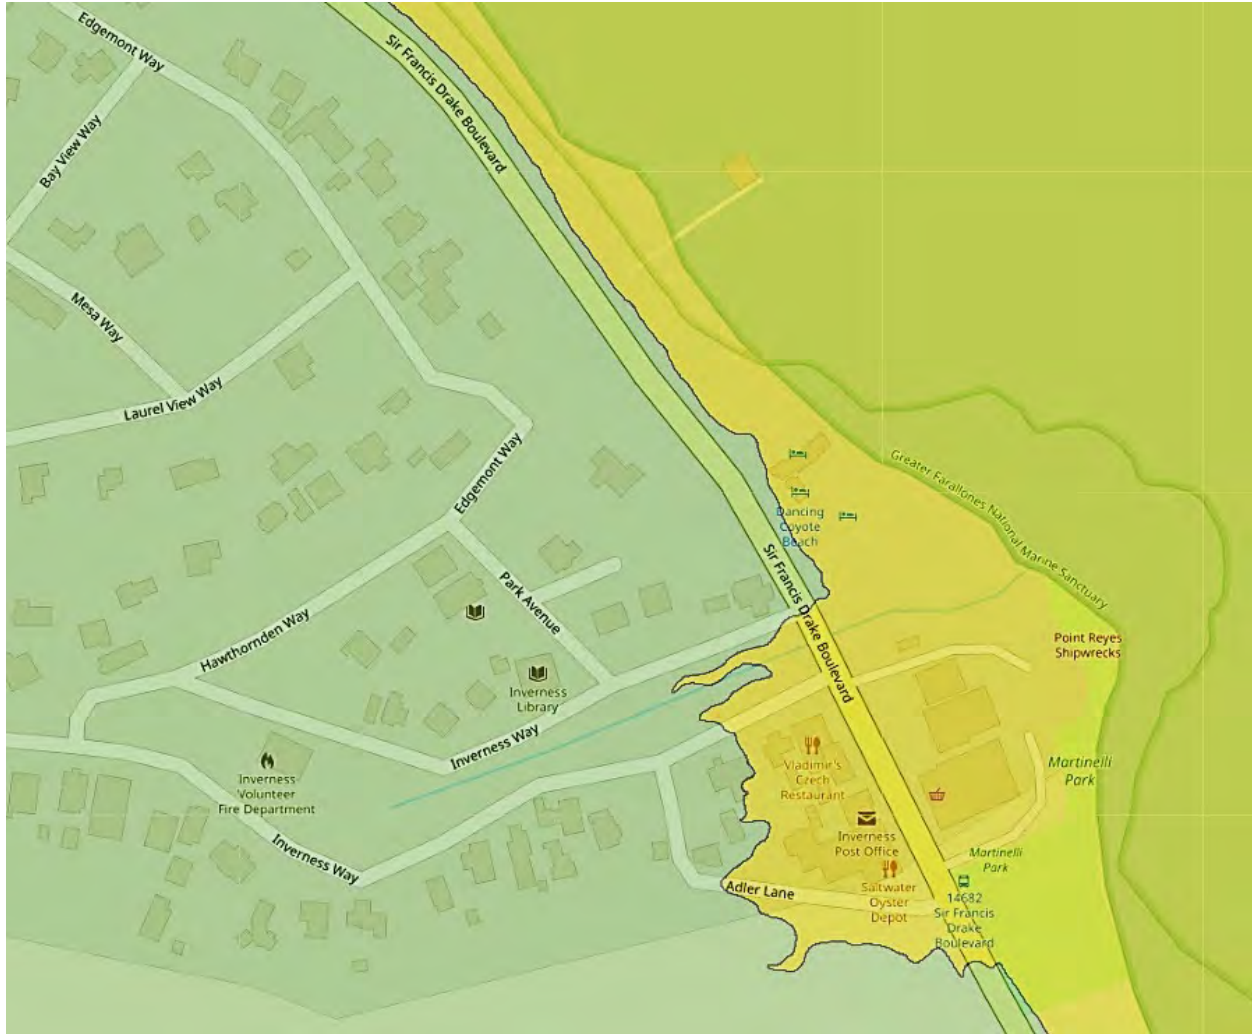 Edgemont Way
Sir Francis Drake Boulevard
Bay View Way
Mesa Way
Laurel View Way
Edgemont Way
Greater Farallones National Marine Sanctuary
Dancing
Coyote
Beach
Sir Francis Drake Boulevard
Park Avenue
Hawthornden Way
Point Reyes
Shipwrecks
Inverness
Library
Inverness Way
Inverness
Volunteer
Fire Department
Vladimir's
Czech
Restaurant
Martinelli
Park
Inverness
Post Office
Inverness Way
Martinelli
Park
Adler Lane
Saltwater
Oyster
Depot
14682
Sir Francis
Drake
Boulevard